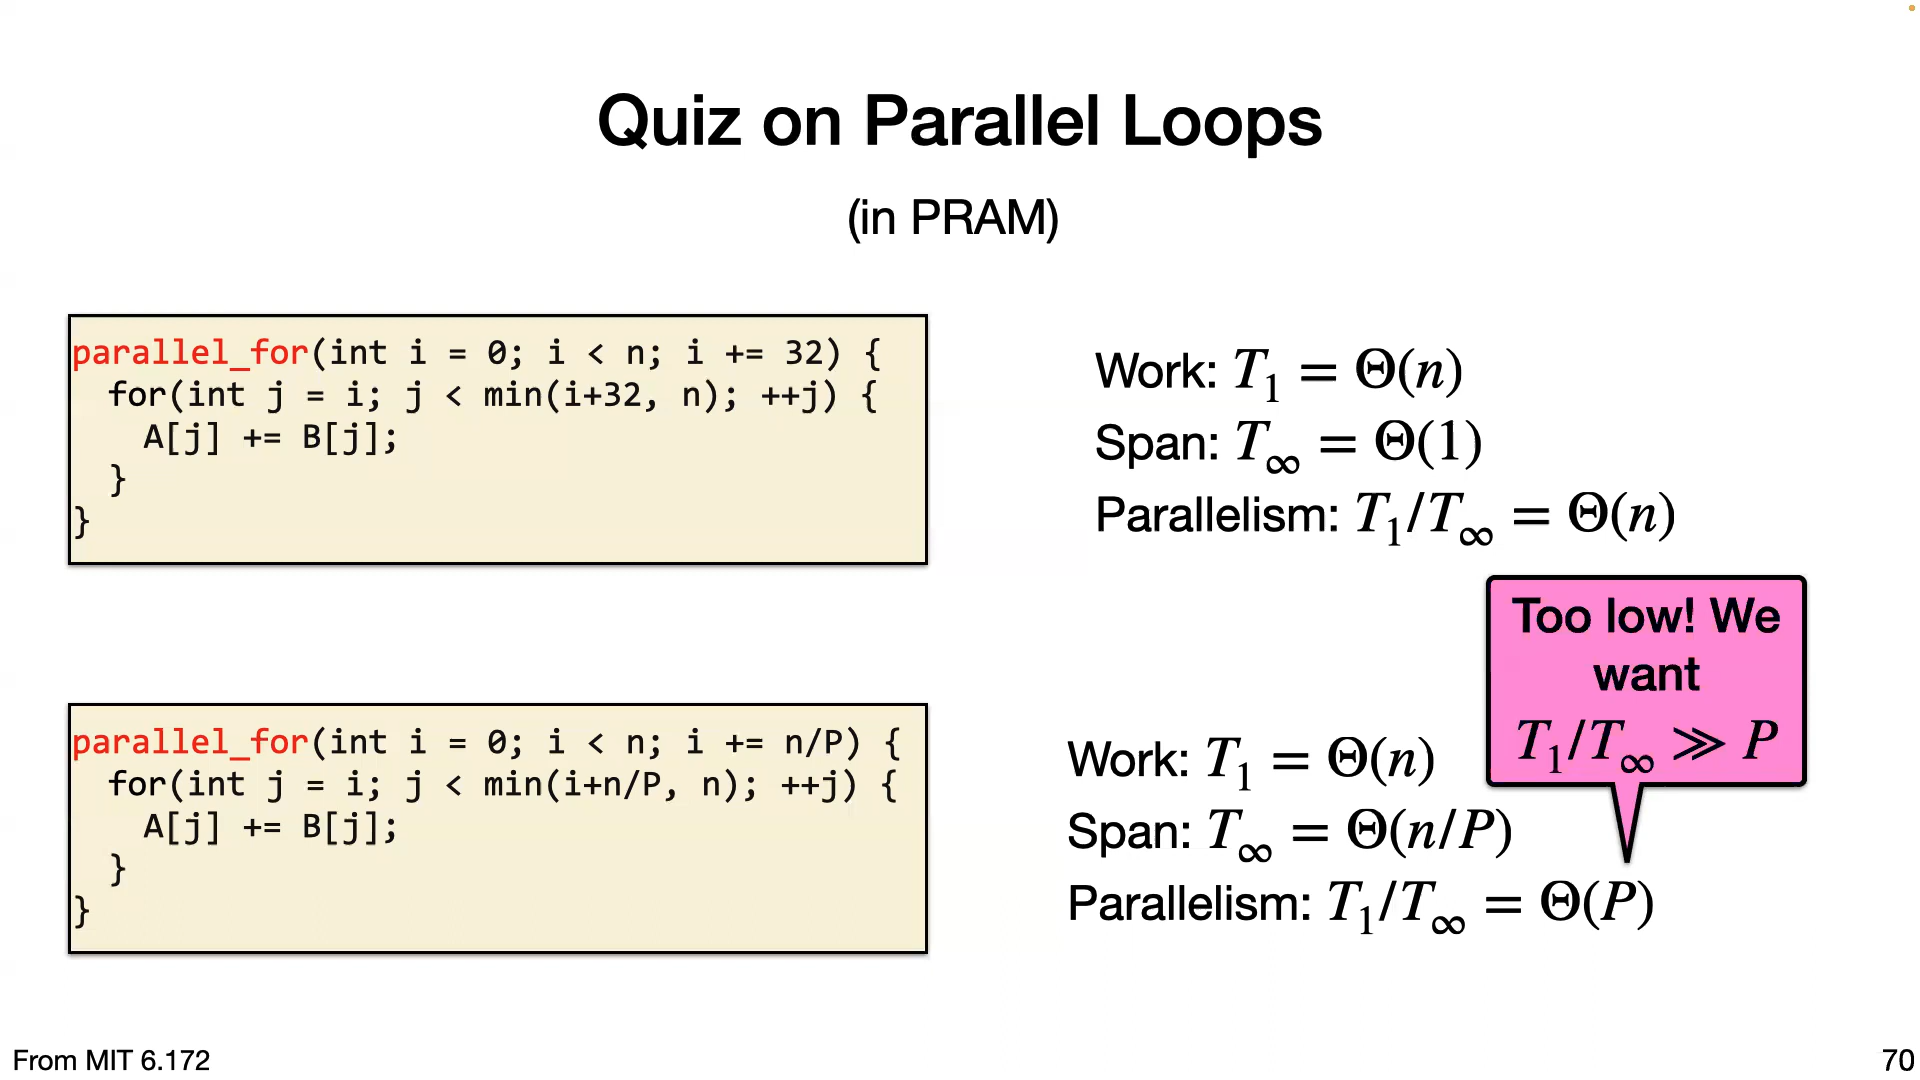 Quiz on Parallel Loops
(in PRAM)
parallel_for(int i = 0; i < n; i += 32) {
  for(int j = i; j < min(i+32, n); ++j) {
    A[j] += B[j];
  }
}
Work: T₁ = Θ(n)
Span: T∞ = Θ(1)
Parallelism: T₁/T∞ = Θ(n)
parallel_for(int i = 0; i < n; i += n/P) {
  for(int j = i; j < min(i+n/P, n); ++j) {
    A[j] += B[j];
  }
}
Too low! We
want
T₁/T∞ ≫ P
Work: T₁ = Θ(n)
Span: T∞ = Θ(n/P)
Parallelism: T₁/T∞ = Θ(P)
From MIT 6.172
70